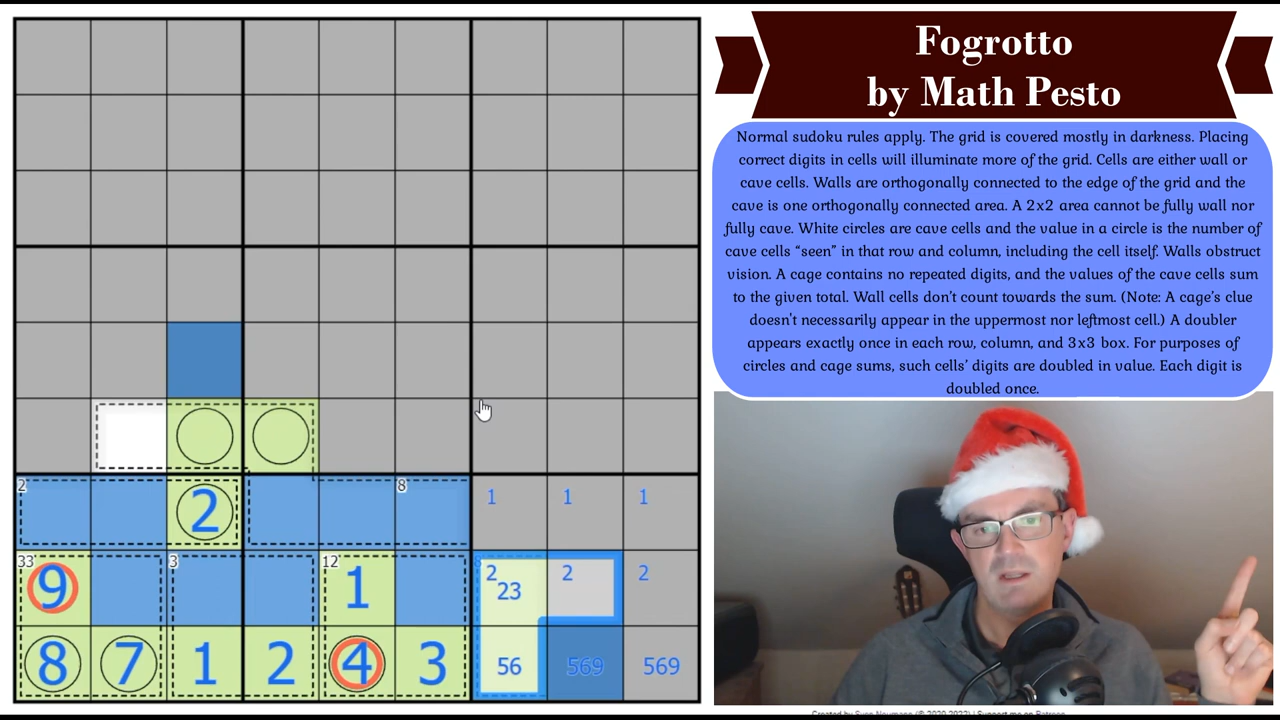 Fogrotto
by Math Pesto
Normal sudoku rules apply. The grid is covered mostly in darkness. Placing
correct digits in cells will illuminate more of the grid. Cells are either wall or
cave cells. Walls are orthogonally connected to the edge of the grid and the
cave is one orthogonally connected area. A 2x2 area cannot be fully wall nor
fully cave. White circles are cave cells and the value in a circle is the number of
cave cells “seen” in that row and column, including the cell itself. Walls obstruct
vision. A cage contains no repeated digits, and the values of the cave cells sum
to the given total. Wall cells don’t count towards the sum. (Note: A cage’s clue
doesn't necessarily appear in the uppermost nor leftmost cell.) A doubler
appears exactly once in each row, column, and 3x3 box. For purposes of
circles and cage sums, such cells’ digits are doubled in value. Each digit is
doubled once.
2 2 8 1 1 1
33 9 3 12 1 2 23 2 2
8 7 1 2 4 3 56 569 569